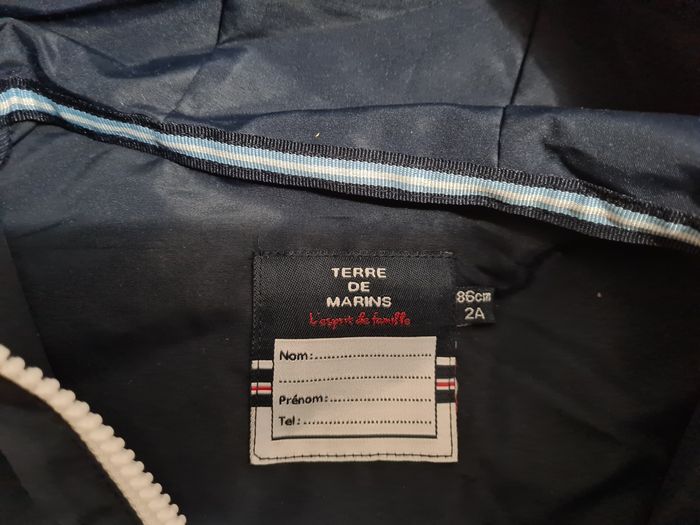 TERRE
DE
MARINS
L'esprit de famille
86cm
2A
Nom:..............................
........................................
Prénom:........................
Tel:................................